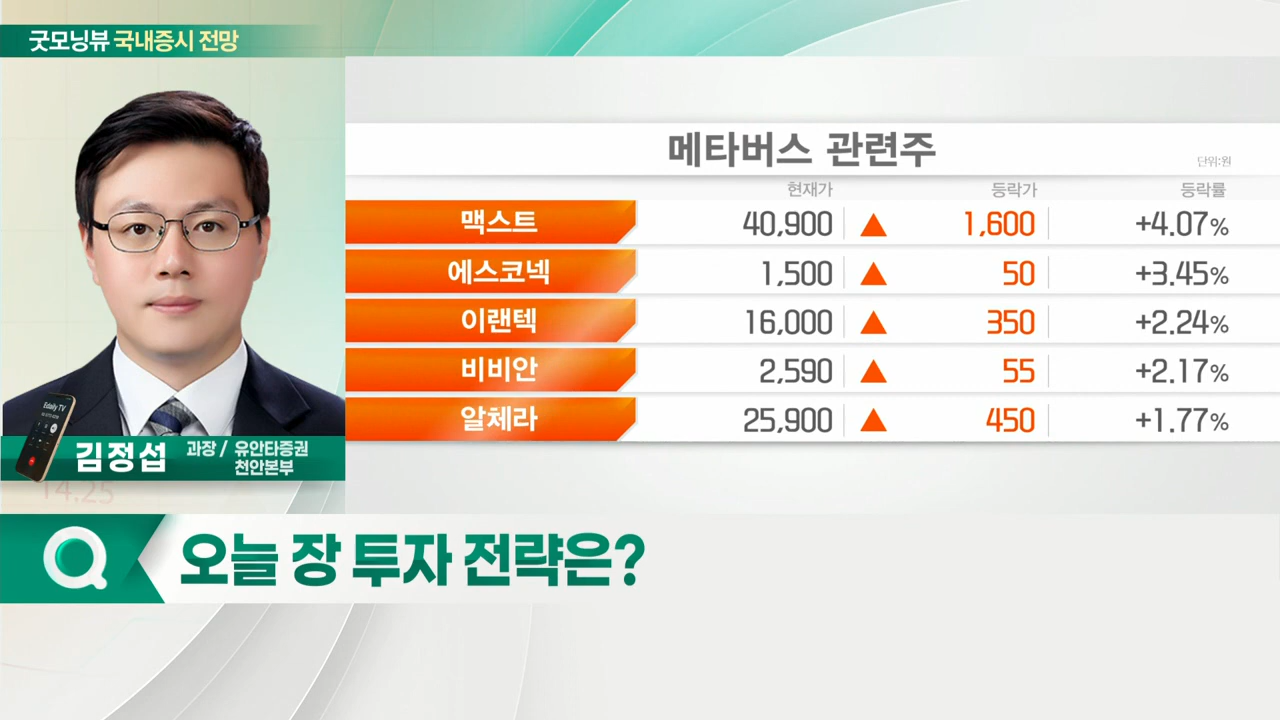 굿모닝뷰 국내증시 전망
메타버스 관련주
단위:원
현재가 등락가 등락률
맥스트 40,900 ▲ 1,600 +4.07%
에스코넥 1,500 ▲ 50 +3.45%
이랜텍 16,000 ▲ 350 +2.24%
비비안 2,590 ▲ 55 +2.17%
알체라 25,900 ▲ 450 +1.77%
Edaily TV
김정섭 과장 / 유안타증권
천안본부
14.25
오늘 장 투자 전략은?